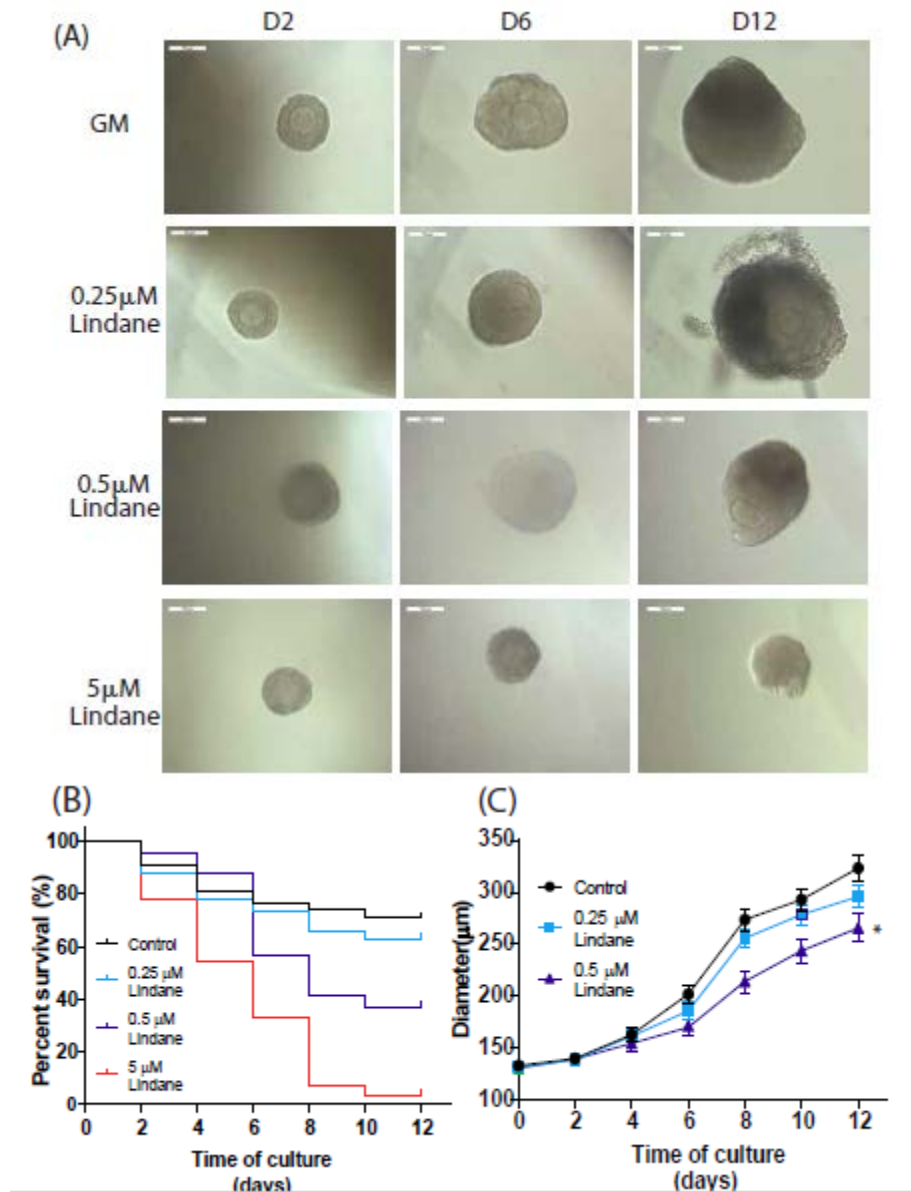 (A)
D2 D6 D12
GM
0.25μM
Lindane
0.5μM
Lindane
5μM
Lindane
(B)
Percent survival (%)
100
80
60
40
20
0
Control
0.25 μM
Lindane
0.5 μM
Lindane
5 μM
Lindane
0 2 4 6 8 10 12
Time of culture
(days)
(C)
Diameter(μm)
350
300
250
200
150
100
Control
0.25 μM
Lindane
0.5 μM
Lindane
*
0 2 4 6 8 10 12
Time of culture
(days)